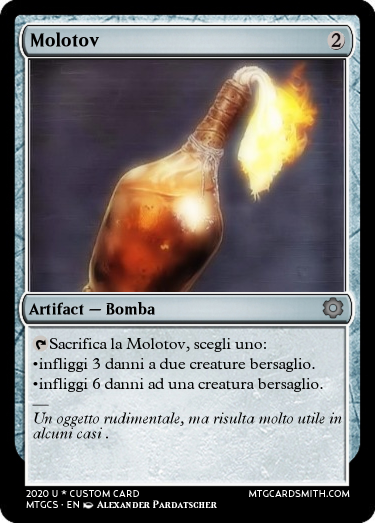 Molotov 2
Artifact — Bomba
Sacrifica la Molotov, scegli uno:
•infliggi 3 danni a due creature bersaglio.
•infliggi 6 danni ad una creatura bersaglio.
—
Un oggetto rudimentale, ma risulta molto utile in
alcuni casi .
2020 U * CUSTOM CARD MTGCARDSMITH.COM
MTGCS · EN ALEXANDER PARDATSCHER